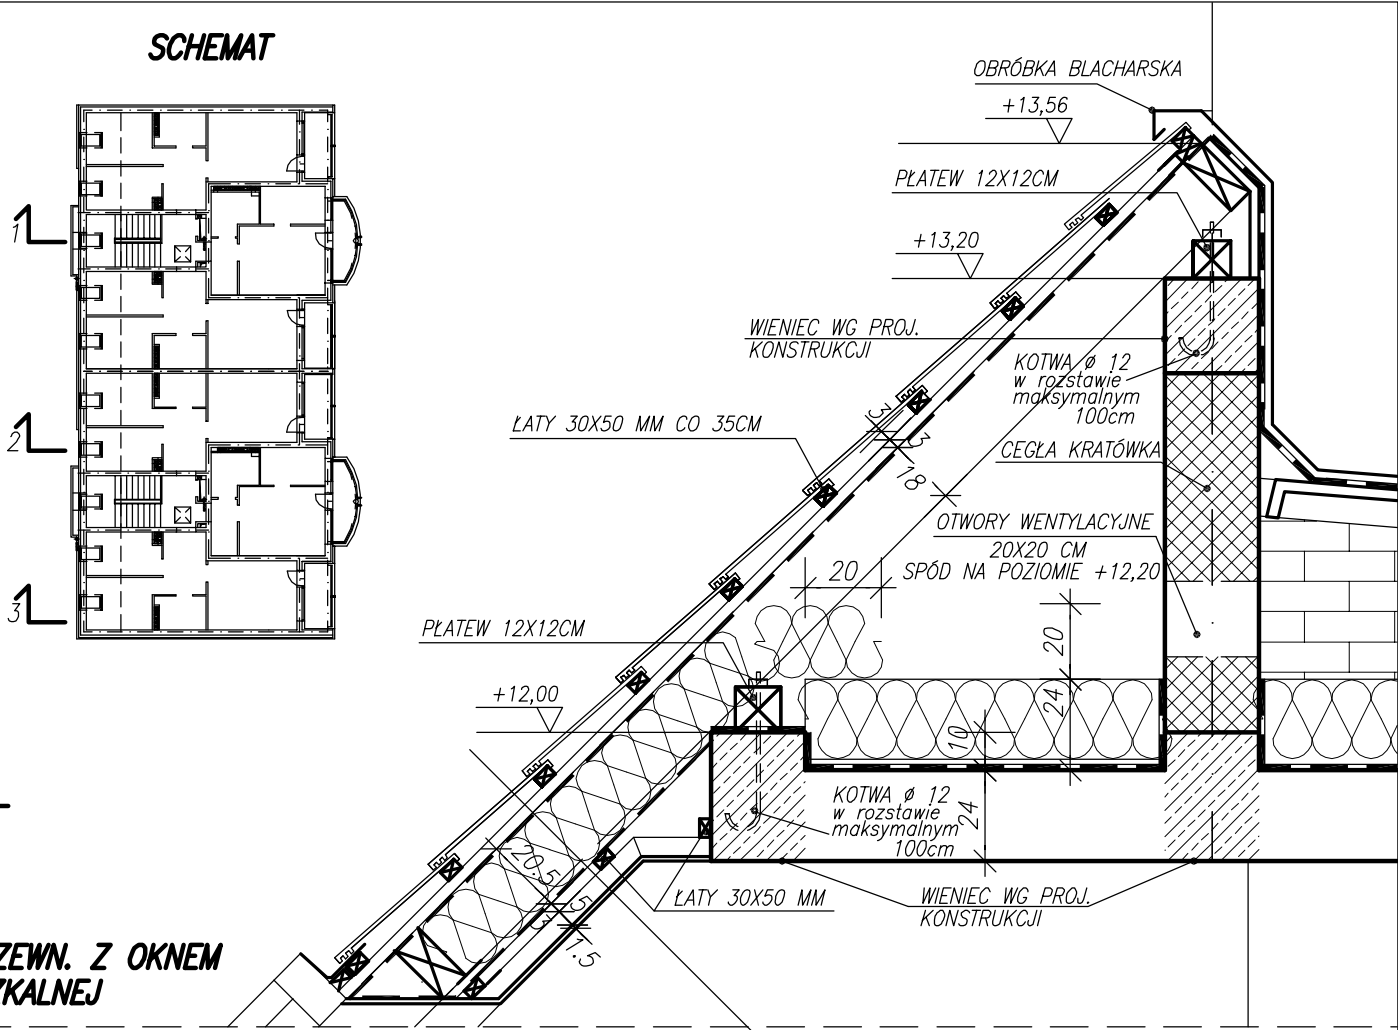 SCHEMAT
1
2
3
OBRÓBKA BLACHARSKA
+13,56
PŁATEW 12X12CM
+13,20
WIENIEC WG PROJ.
KONSTRUKCJI
KOTWA ø 12
w rozstawie
maksymalnym
100cm
ŁATY 30X50 MM CO 35CM
3
3
18
CEGŁA KRATÓWKA
OTWORY WENTYLACYJNE
20X20 CM
SPÓD NA POZIOMIE +12,20
20
PŁATEW 12X12CM
20
24
+12,00
10
KOTWA ø 12
w rozstawie
maksymalnym
100cm
24
20.5
5
3
1.5
ŁATY 30X50 MM
WIENIEC WG PROJ.
KONSTRUKCJI
ZEWN. Z OKNEM
ZKALNEJ